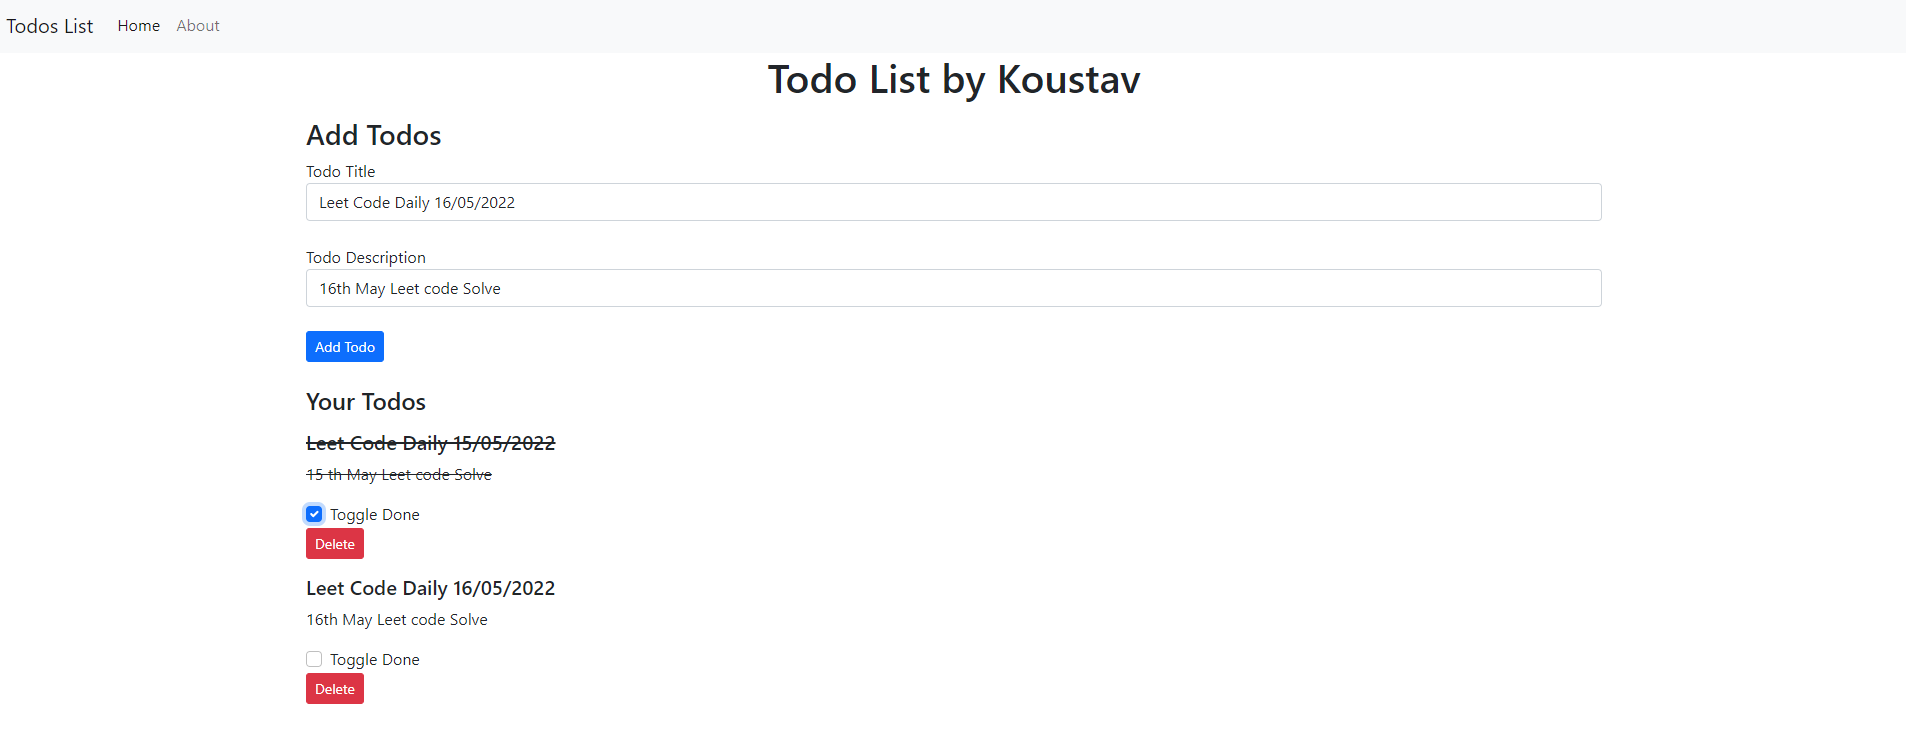 Todos List Home About
Todo List by Koustav
Add Todos
Todo Title
Leet Code Daily 16/05/2022
Todo Description
16th May Leet code Solve
Add Todo
Your Todos
Leet Code Daily 15/05/2022
15 th May Leet code Solve
Toggle Done
Delete
Leet Code Daily 16/05/2022
16th May Leet code Solve
Toggle Done
Delete